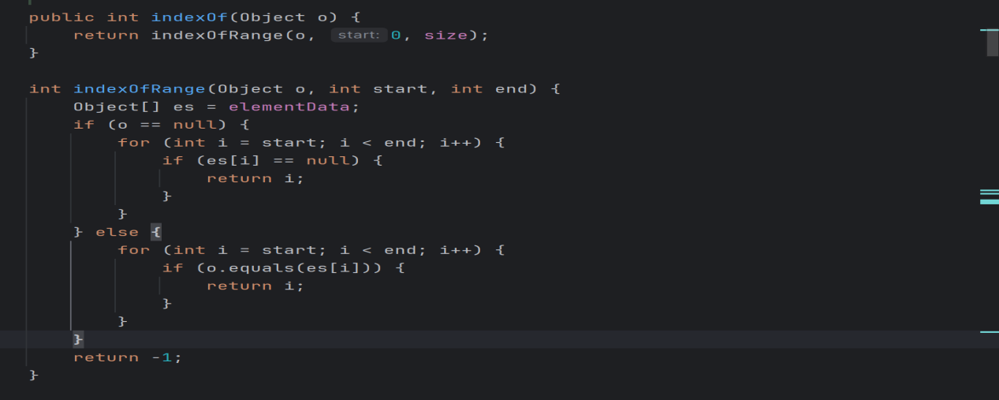 public int indexOf(Object o) {
    return indexOfRange(o, start: 0, size);
}

int indexOfRange(Object o, int start, int end) {
    Object[] es = elementData;
    if (o == null) {
        for (int i = start; i < end; i++) {
            if (es[i] == null) {
                return i;
            }
        }
    } else {
        for (int i = start; i < end; i++) {
            if (o.equals(es[i])) {
                return i;
            }
        }
    }
    return -1;
}